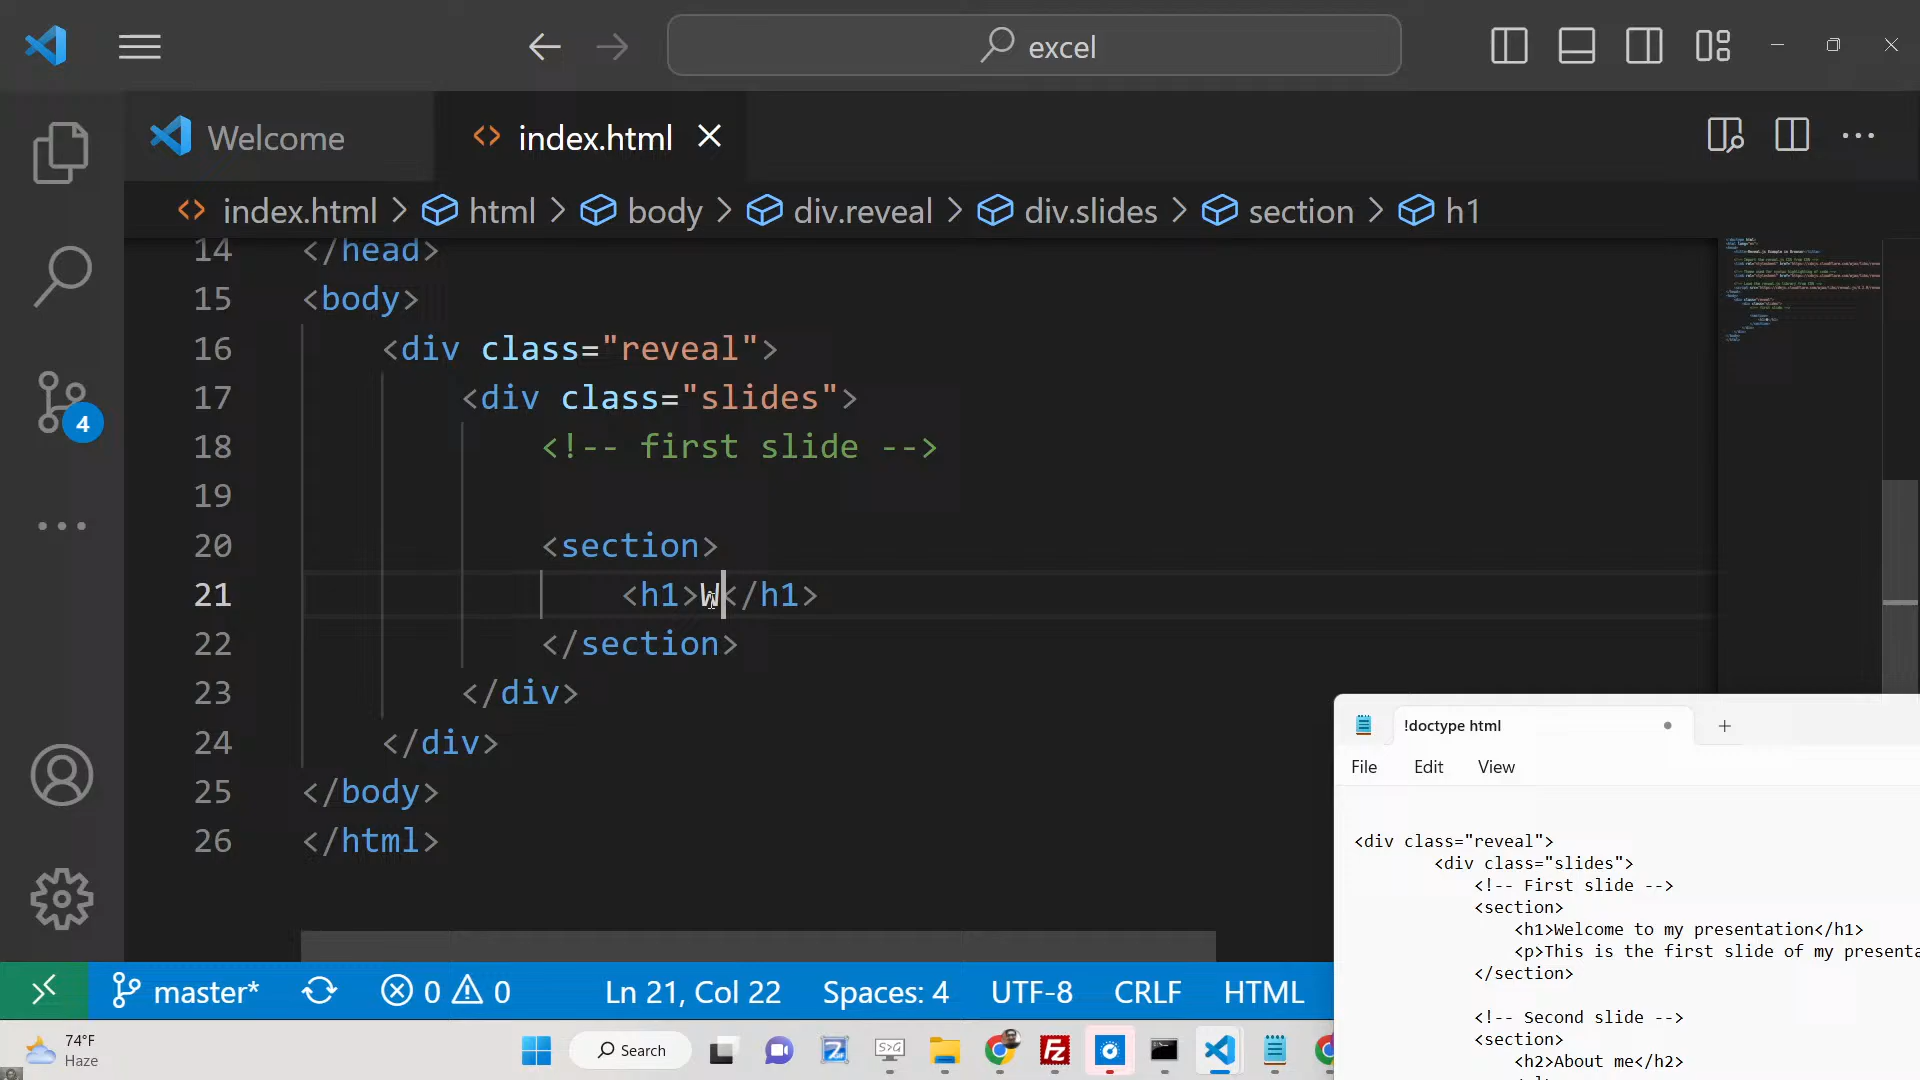 excel
Welcome
index.html
index.html > html > body > div.reveal > div.slides > section > h1
14 </head>
15 <body>
16 <div class="reveal">
17 <div class="slides">
18 <!-- first slide -->
19
20 <section>
21 <h1>W</h1>
22 </section>
23 </div>
24 </div>
25 </body>
26 </html>
4
!doctype html
File Edit View
<div class="reveal">
<div class="slides">
<!-- First slide -->
<section>
<h1>Welcome to my presentation</h1>
<p>This is the first slide of my presenta
</section>
<!-- Second slide -->
<section>
<h2>About me</h2>
master* 0 0 Ln 21, Col 22 Spaces: 4 UTF-8 CRLF HTML
74°F
Haze
Search